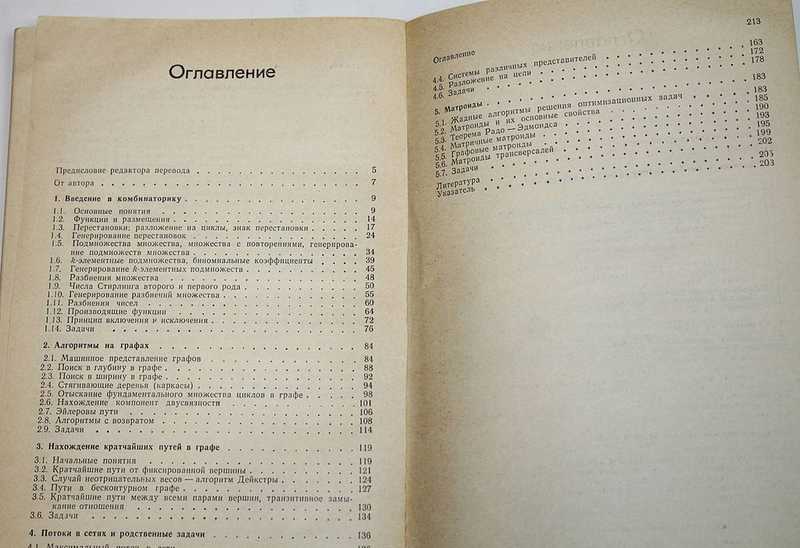 Оглавление
Предисловие редактора перевода . . . 5
От автора . . . 7
1. Введение в комбинаторику . . . 9
1.1. Основные понятия . . . 9
1.2. Функции и размещения . . . 14
1.3. Перестановки; разложение на циклы, знак перестановки . . . 17
1.4. Генерирование перестановок . . . 24
1.5. Подмножества множества, множества с повторениями, генерирова-
ние подмножеств множества . . . 34
1.6. k-элементные подмножества, биномиальные коэффициенты . . . 39
1.7. Генерирование k-элементных подмножеств . . . 45
1.8. Разбиения множества . . . 48
1.9. Числа Стирлинга второго и первого рода . . . 50
1.10. Генерирование разбиений множества . . . 55
1.11. Разбиения чисел . . . 60
1.12. Производящие функции . . . 64
1.13. Принцип включения и исключения . . . 72
1.14. Задачи . . . 76
2. Алгоритмы на графах . . . 84
2.1. Машинное представление графов . . . 84
2.2. Поиск в глубину в графе . . . 88
2.3. Поиск в ширину в графе . . . 92
2.4. Стягивающие деревья (каркасы) . . . 94
2.5. Отыскание фундаментального множества циклов в графе . . . 98
2.6. Нахождение компонент двусвязности . . . 101
2.7. Эйлеровы пути . . . 106
2.8. Алгоритмы с возвратом . . . 108
2.9. Задачи . . . 114
3. Нахождение кратчайших путей в графе . . . 119
3.1. Начальные понятия . . . 119
3.2. Кратчайшие пути от фиксированной вершины . . . 121
3.3. Случай неотрицательных весов — алгоритм Дейкстры . . . 124
3.4. Пути в бесконтурном графе . . . 127
3.5. Кратчайшие пути между всеми парами вершин, транзитивное замы-
кание отношения . . . 130
3.6. Задачи . . . 134
4. Потоки в сетях и родственные задачи . . . 136
4.1. Максимальный поток в сети
Оглавление 213
4.4. Системы различных представителей . . . 163
4.5. Разложение на цепи . . . 172
4.6. Задачи . . . 178
5. Матроиды . . . 183
5.1. Жадные алгоритмы решения оптимизационных задач . . . 183
5.2. Матроиды и их основные свойства . . . 185
5.3. Теорема Радо — Эдмондса . . . 190
5.4. Матричные матроиды . . . 193
5.5. Графовые матроиды . . . 195
5.6. Матроиды трансверсалей . . . 199
5.7. Задачи . . . 202
Литература . . . 205
Указатель . . . 203